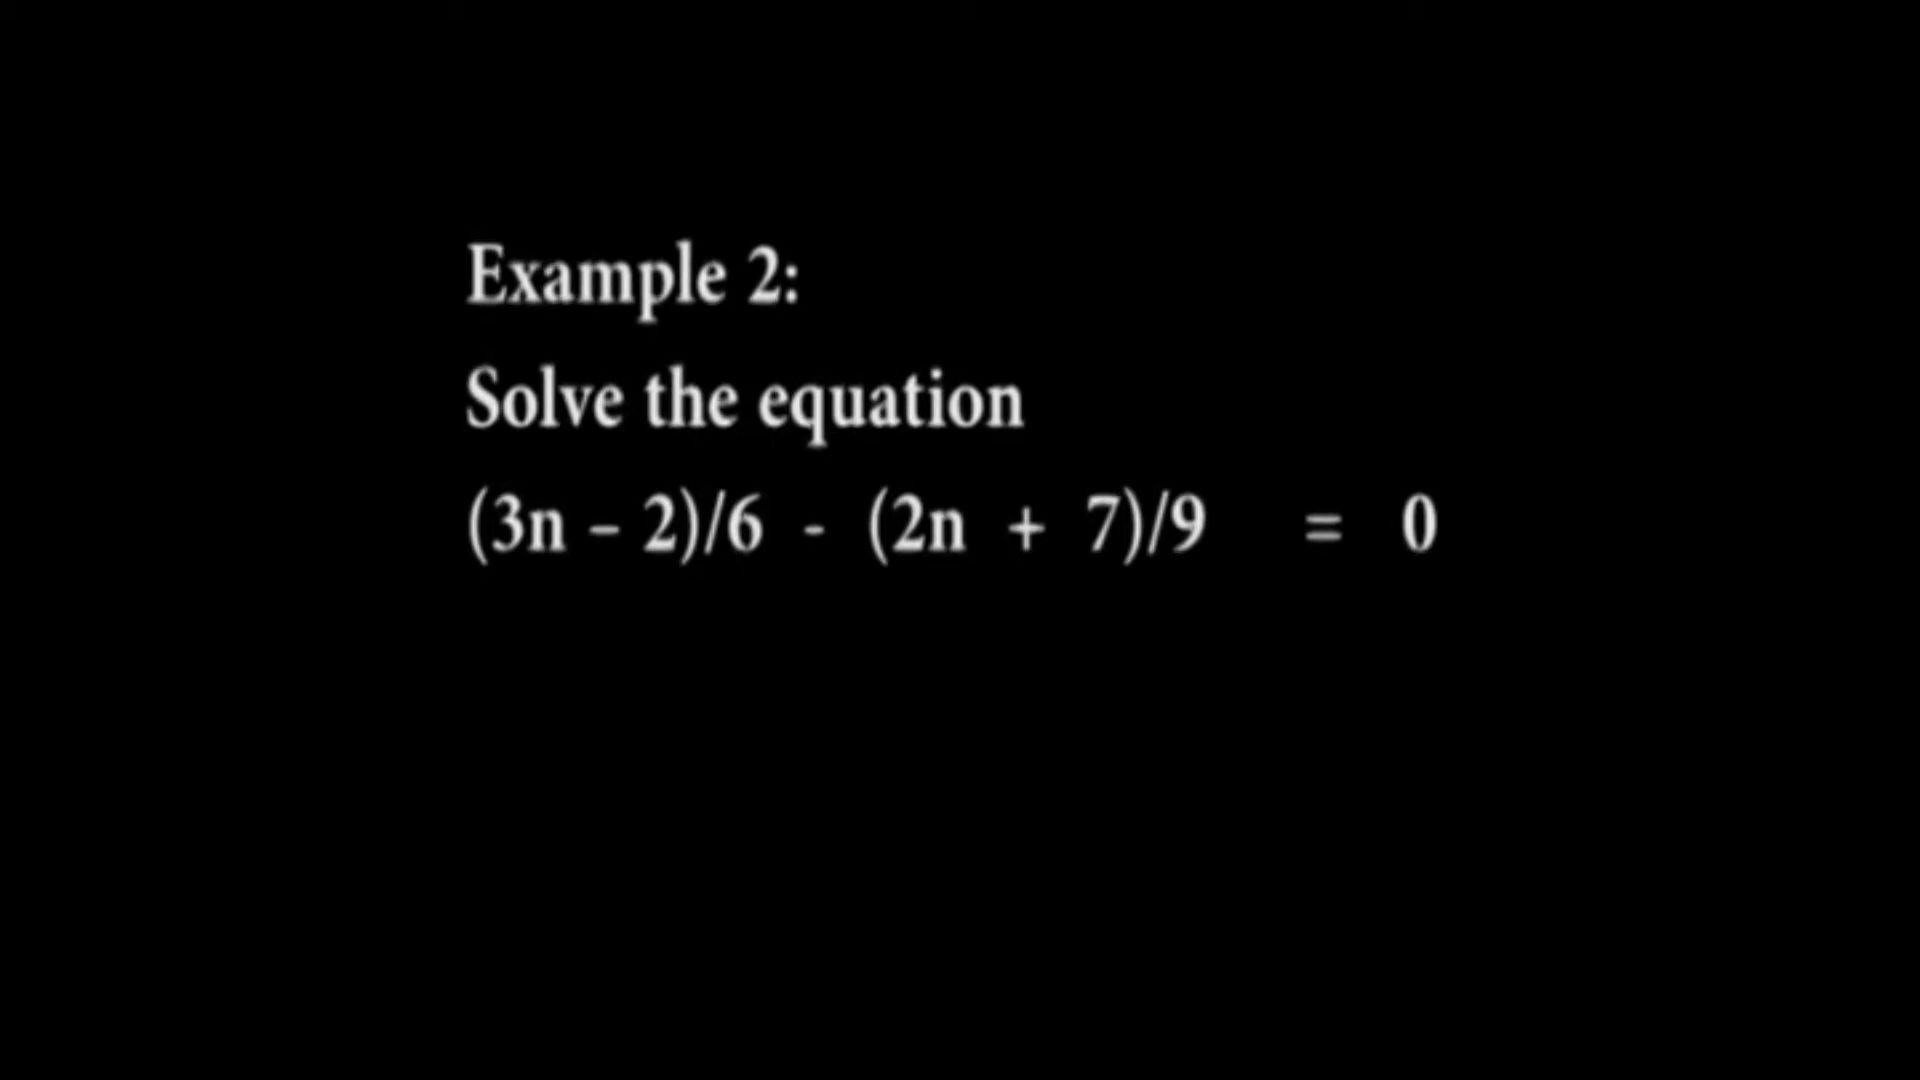 Example 2:
Solve the equation
(3n – 2)/6 - (2n + 7)/9 = 0